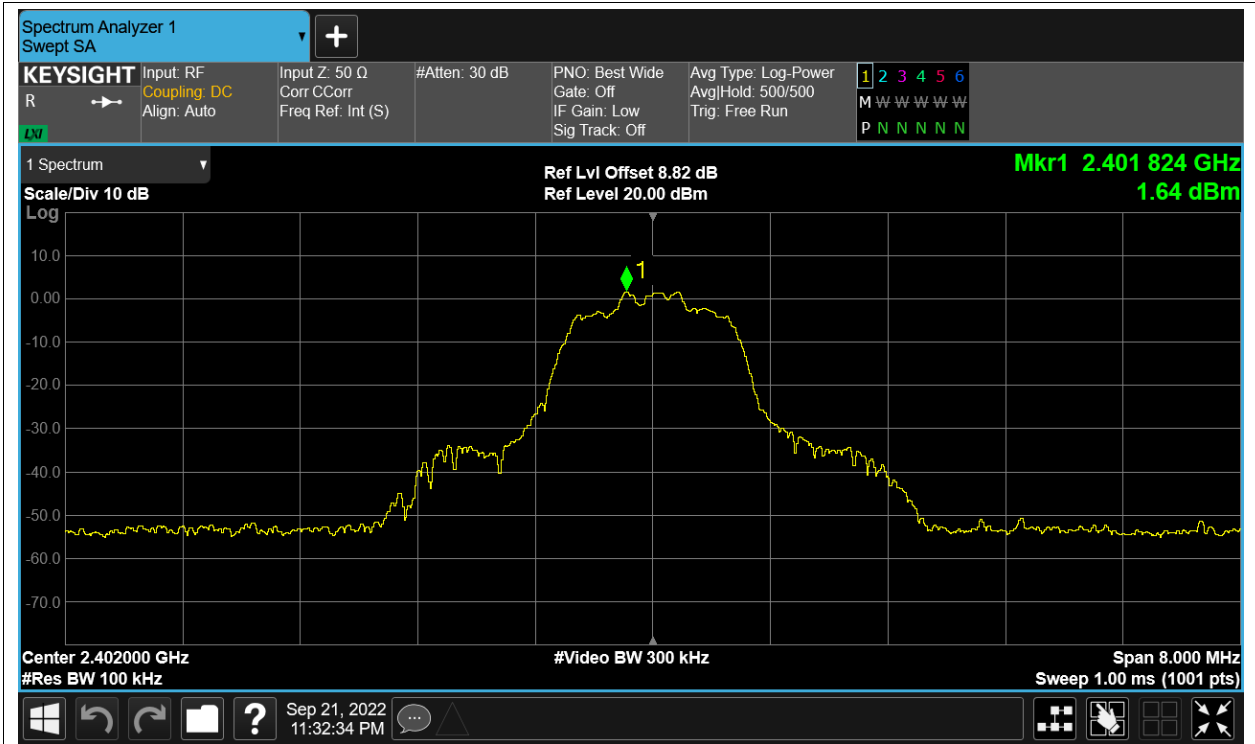 Spectrum Analyzer 1
Swept SA
KEYSIGHT
R
LXI
Input: RF
Coupling: DC
Align: Auto
Input Z: 50 Ω
Corr CCorr
Freq Ref: Int (S)
#Atten: 30 dB
PNO: Best Wide
Gate: Off
IF Gain: Low
Sig Track: Off
Avg Type: Log-Power
Avg|Hold: 500/500
Trig: Free Run
1 2 3 4 5 6
M W W W W W
P N N N N N
1 Spectrum
Scale/Div 10 dB
Log
Ref Lvl Offset 8.82 dB
Ref Level 20.00 dBm
Mkr1 2.401 824 GHz
1.64 dBm
1
10.0
0.00
-10.0
-20.0
-30.0
-40.0
-50.0
-60.0
-70.0
Center 2.402000 GHz
#Res BW 100 kHz
#Video BW 300 kHz
Span 8.000 MHz
Sweep 1.00 ms (1001 pts)
?
Sep 21, 2022
11:32:34 PM